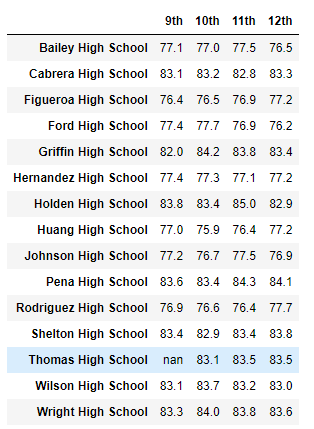 9th 10th 11th 12th
Bailey High School 77.1 77.0 77.5 76.5
Cabrera High School 83.1 83.2 82.8 83.3
Figueroa High School 76.4 76.5 76.9 77.2
Ford High School 77.4 77.7 76.9 76.2
Griffin High School 82.0 84.2 83.8 83.4
Hernandez High School 77.4 77.3 77.1 77.2
Holden High School 83.8 83.4 85.0 82.9
Huang High School 77.0 75.9 76.4 77.2
Johnson High School 77.2 76.7 77.5 76.9
Pena High School 83.6 83.4 84.3 84.1
Rodriguez High School 76.9 76.6 76.4 77.7
Shelton High School 83.4 82.9 83.4 83.8
Thomas High School nan 83.1 83.5 83.5
Wilson High School 83.1 83.7 83.2 83.0
Wright High School 83.3 84.0 83.8 83.6